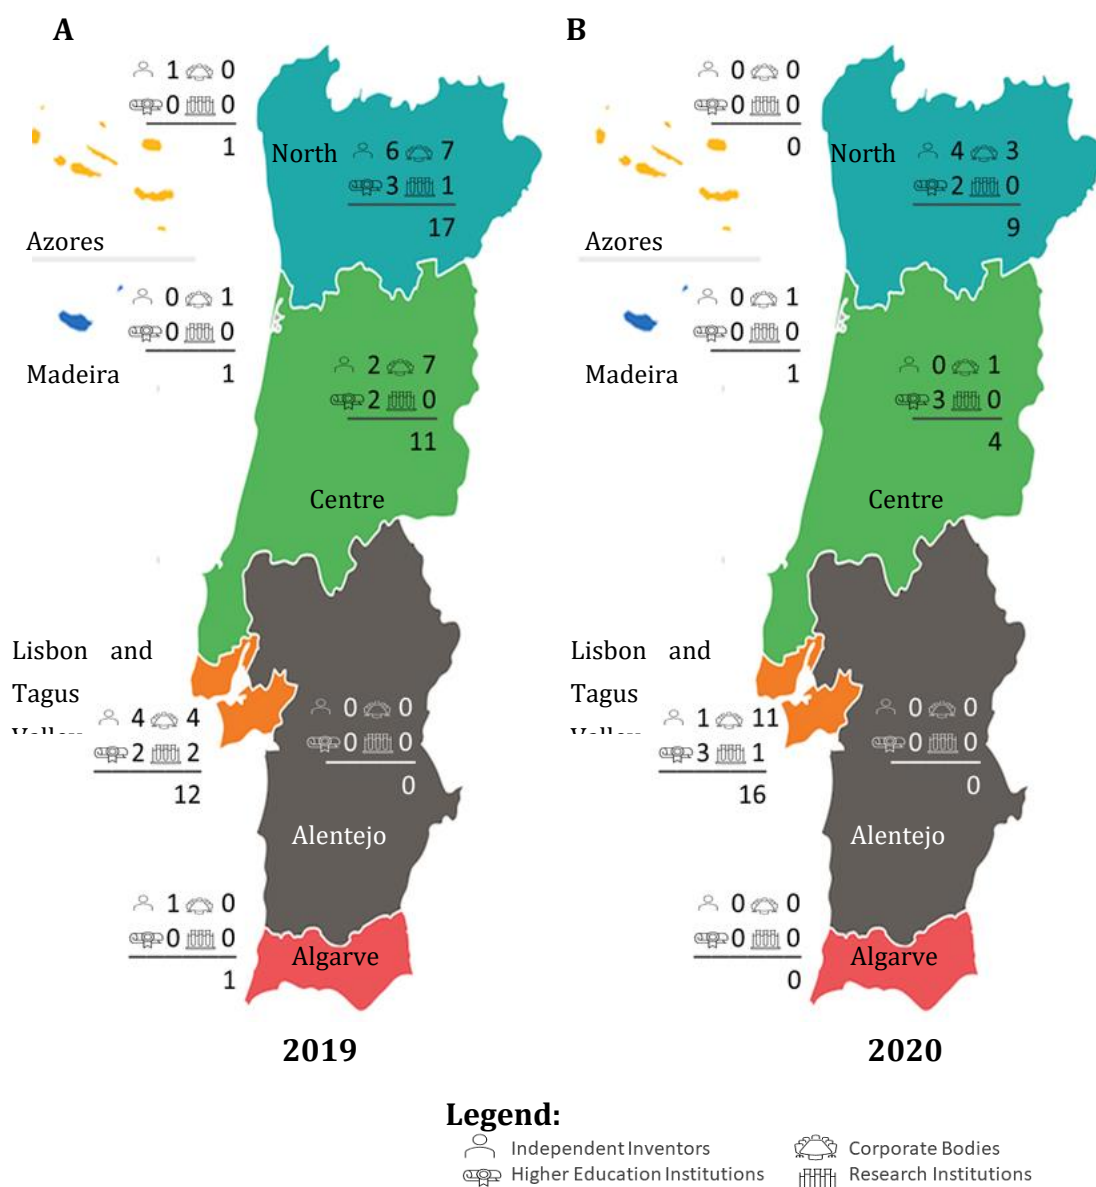 A
B
1 0
0 0
1
North 6 7
3 1
17
Azores
0 1
0 0
1
Madeira
2 7
2 0
11
Centre
Lisbon and
Tagus
4 4
2 2
12
0 0
0 0
0
Alentejo
1 0
0 0
1
Algarve
2019
0 0
0 0
0
North 4 3
2 0
9
Azores
0 1
0 0
1
Madeira
0 1
3 0
4
Centre
Lisbon and
Tagus
1 11
3 1
16
0 0
0 0
0
Alentejo
0 0
0 0
0
Algarve
2020
Legend:
Independent Inventors Corporate Bodies
Higher Education Institutions Research Institutions